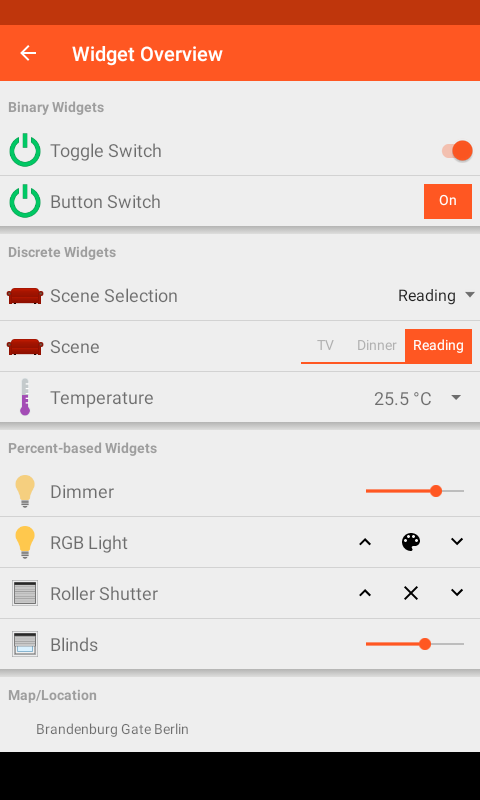 Widget Overview
Binary Widgets
Toggle Switch
Button Switch On
Discrete Widgets
Scene Selection Reading
Scene TV Dinner Reading
Temperature 25.5 °C
Percent-based Widgets
Dimmer
RGB Light
Roller Shutter
Blinds
Map/Location
Brandenburg Gate Berlin